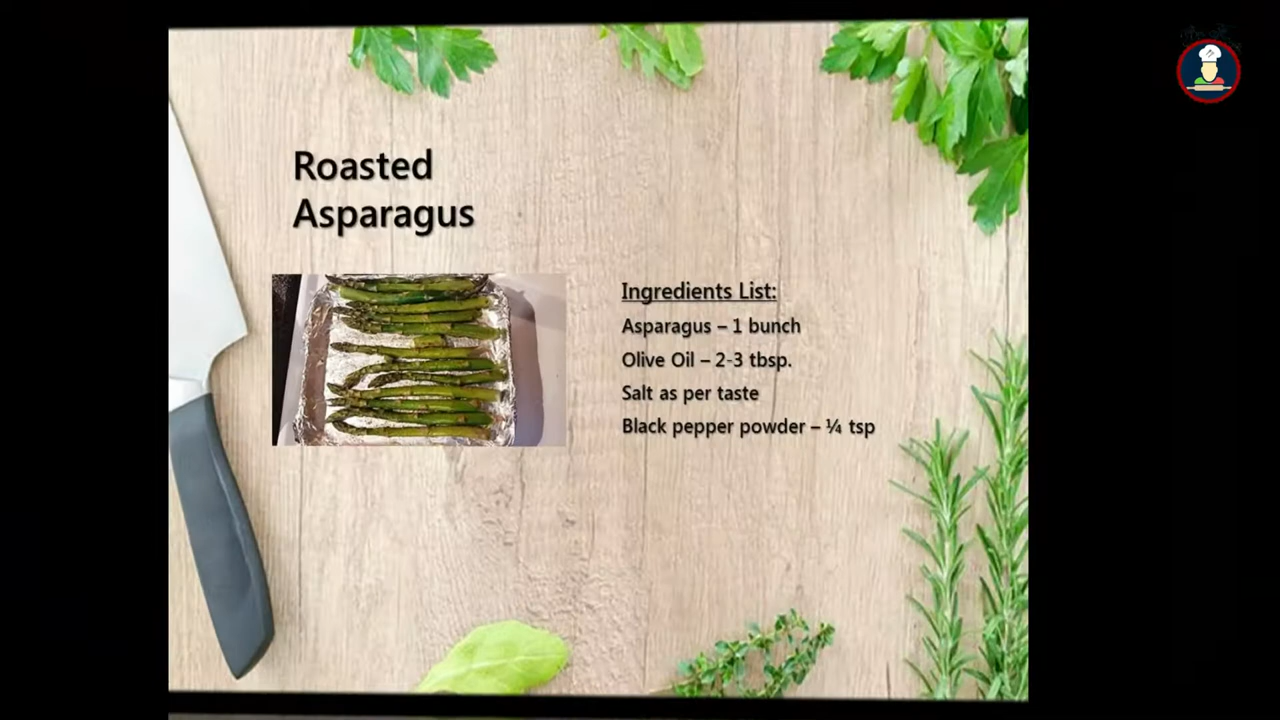 Roasted
Asparagus
Ingredients List:
Asparagus – 1 bunch
Olive Oil – 2-3 tbsp.
Salt as per taste
Black pepper powder – ¼ tsp